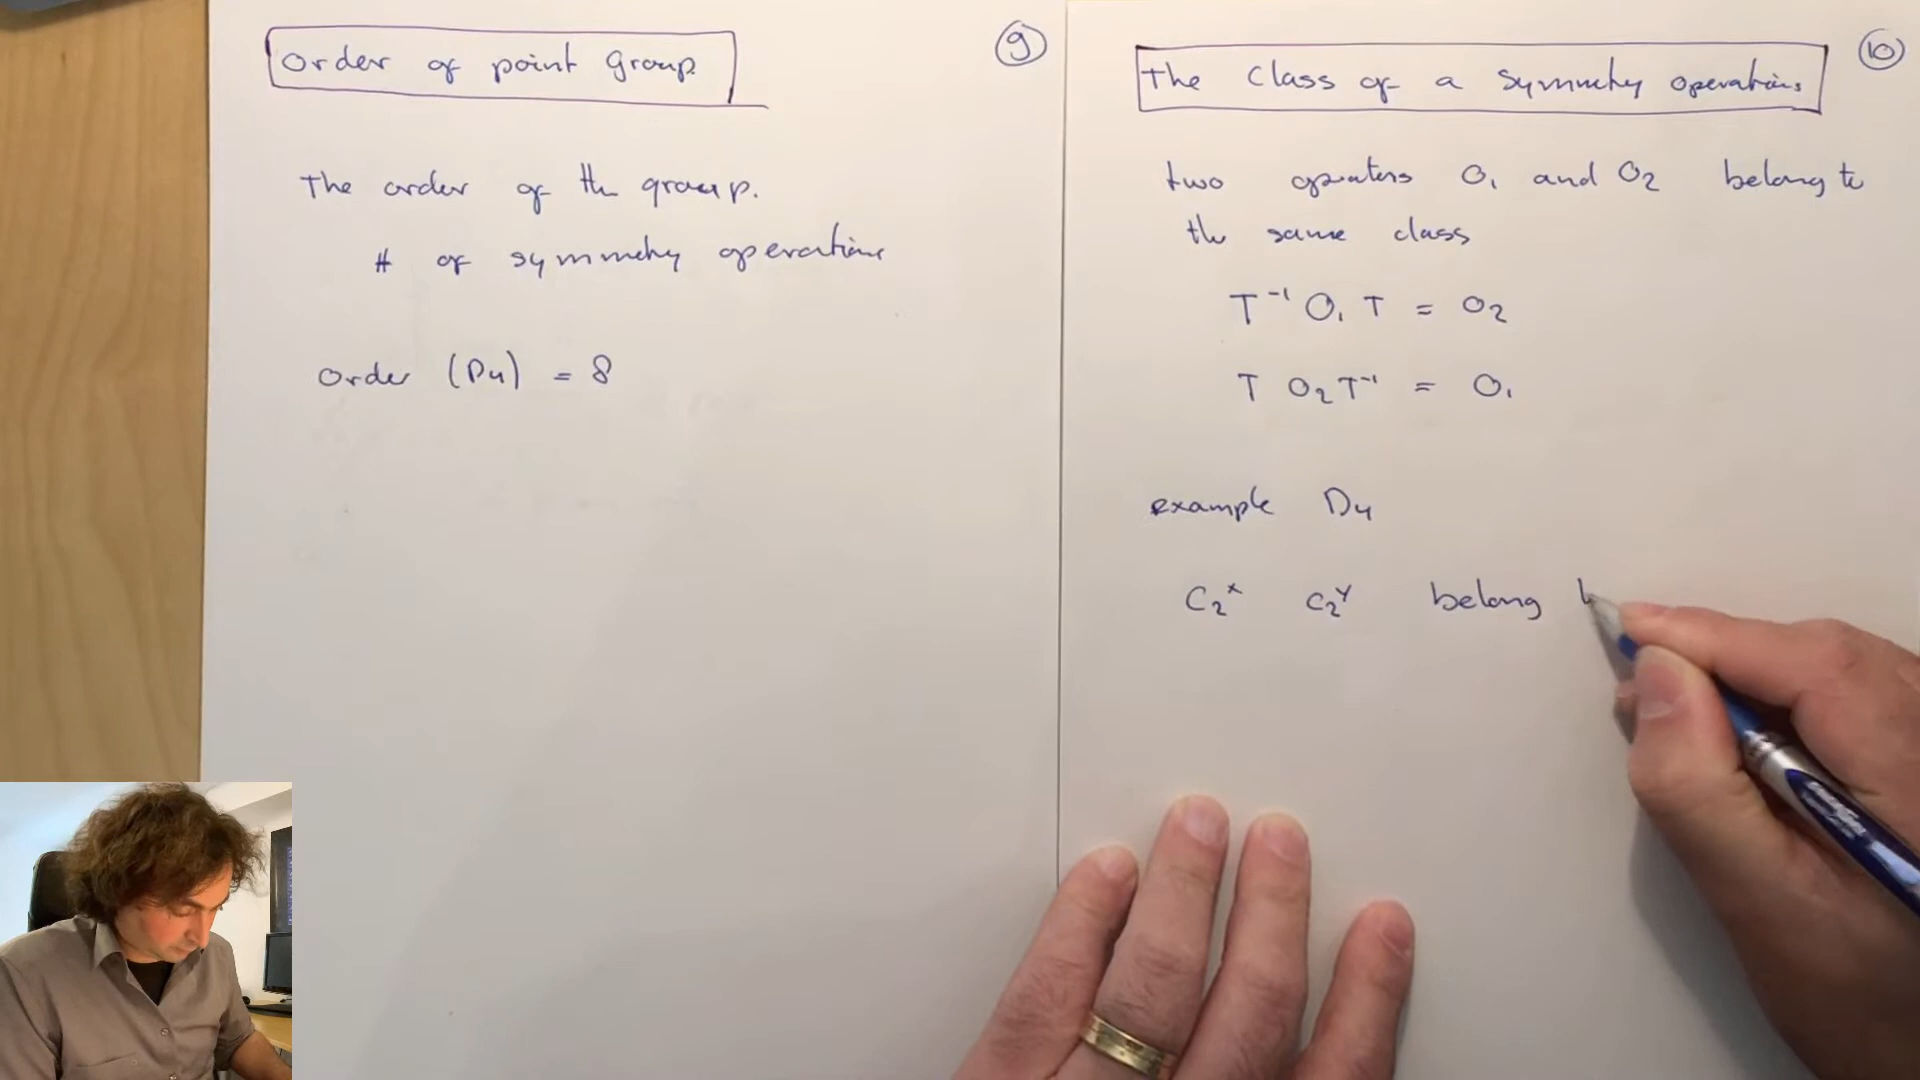 Order of point Group
9
The order of the group.
# of symmetry operations
Order (D4) = 8
The Class of a Symmetry Operations
10
two operators O1 and O2 belong to
the same class
T⁻¹ O1 T = O2
T O2 T⁻¹ = O1
example D4
C2ˣ C2ʸ belong